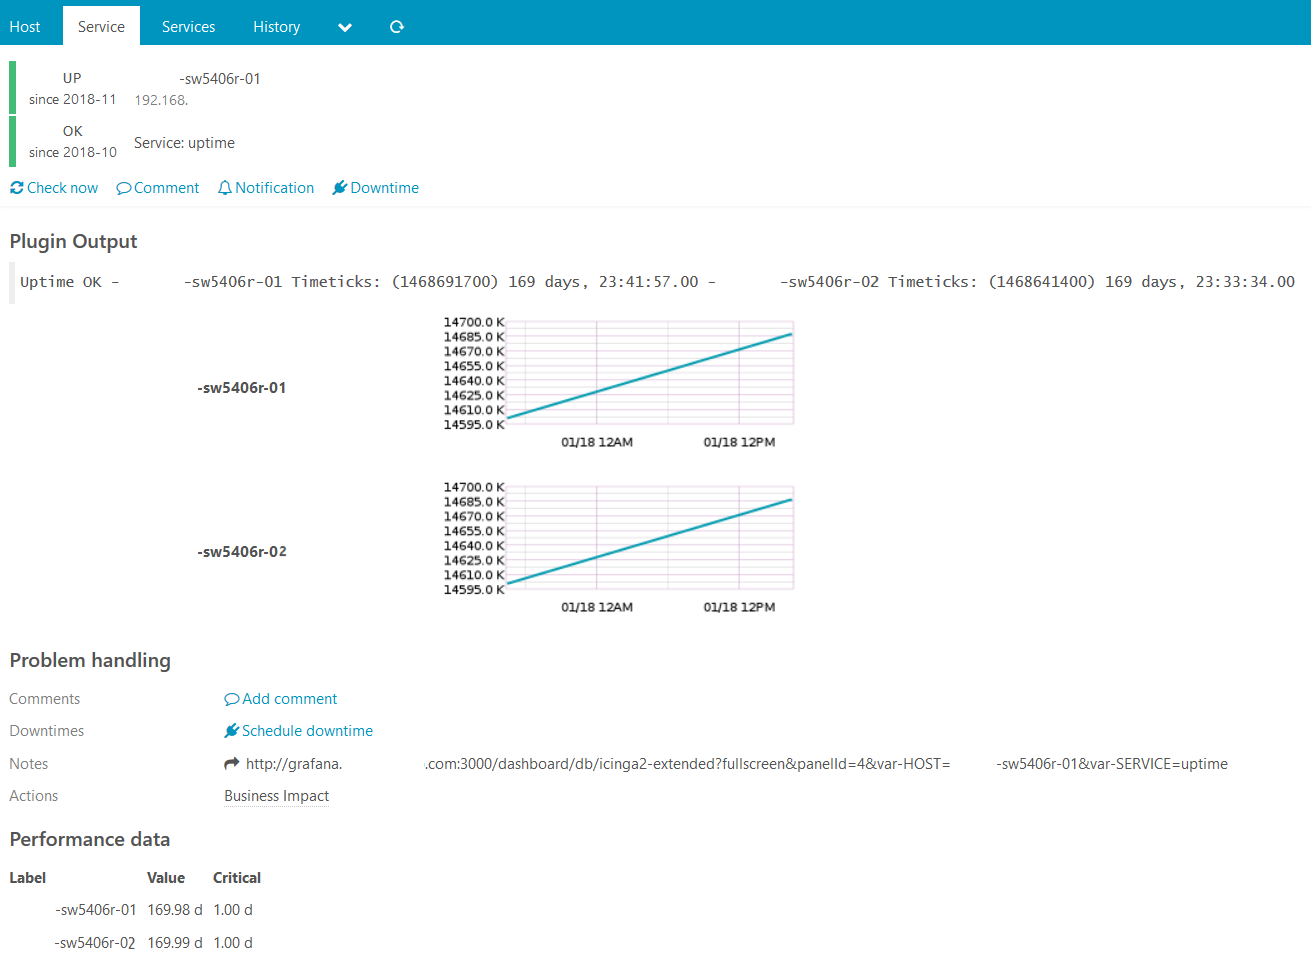 Host Service Services History
UP -sw5406r-01
since 2018-11 192.168.
OK
since 2018-10 Service: uptime
Check now Comment Notification Downtime
Plugin Output
Uptime OK - -sw5406r-01 Timeticks: (1468691700) 169 days, 23:41:57.00 - -sw5406r-02 Timeticks: (1468641400) 169 days, 23:33:34.00
14700.0 K
14685.0 K
14670.0 K
14655.0 K
-sw5406r-01
14640.0 K
14625.0 K
14610.0 K
14595.0 K
01/18 12AM 01/18 12PM
14700.0 K
14685.0 K
14670.0 K
14655.0 K
-sw5406r-02
14640.0 K
14625.0 K
14610.0 K
14595.0 K
01/18 12AM 01/18 12PM
Problem handling
Comments Add comment
Downtimes Schedule downtime
Notes http://grafana. .com:3000/dashboard/db/icinga2-extended?fullscreen&panelId=4&var-HOST= -sw5406r-01&var-SERVICE=uptime
Actions Business Impact
Performance data
Label Value Critical
-sw5406r-01 169.98 d 1.00 d
-sw5406r-02 169.99 d 1.00 d